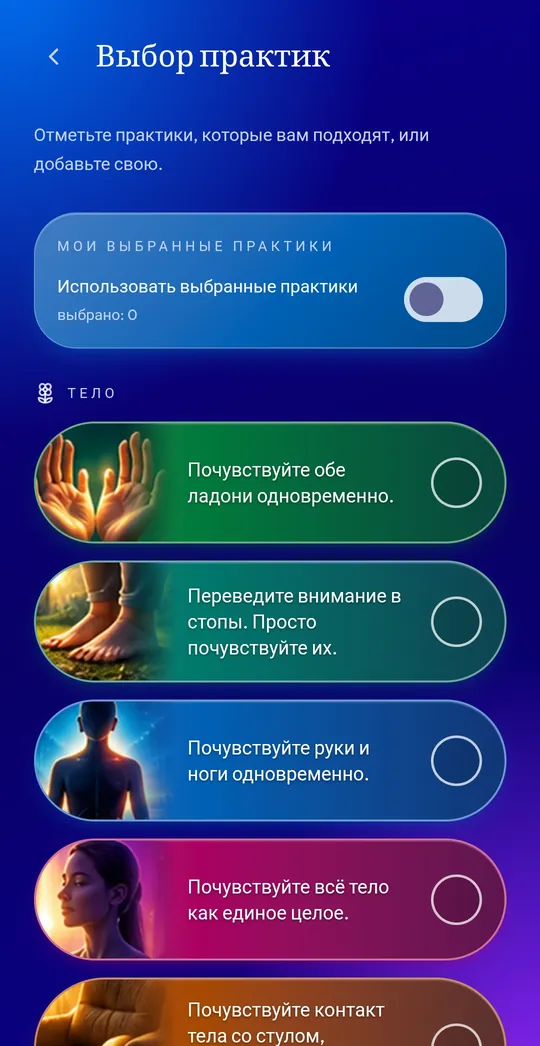 Выбор практик
Отметьте практики, которые вам подходят, или
добавьте свою.
МОИ ВЫБРАННЫЕ ПРАКТИКИ
Использовать выбранные практики
выбрано: 0
ТЕЛО
Почувствуйте обе
ладони одновременно.
Переведите внимание в
стопы. Просто
почувствуйте их.
Почувствуйте руки и
ноги одновременно.
Почувствуйте всё тело
как единое целое.
Почувствуйте контакт
тела со стулом,